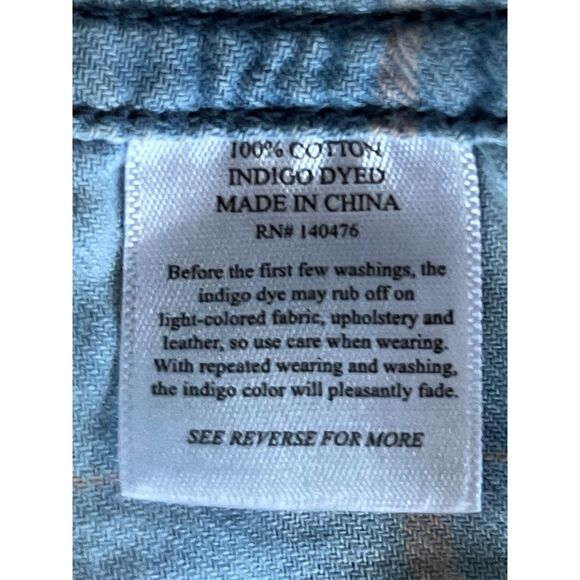 100% COTTON
INDIGO DYED
MADE IN CHINA
RN# 140476
Before the first few washings, the
indigo dye may rub off on
light-colored fabric, upholstery and
leather, so use care when wearing.
With repeated wearing and washing,
the indigo color will pleasantly fade.
SEE REVERSE FOR MORE